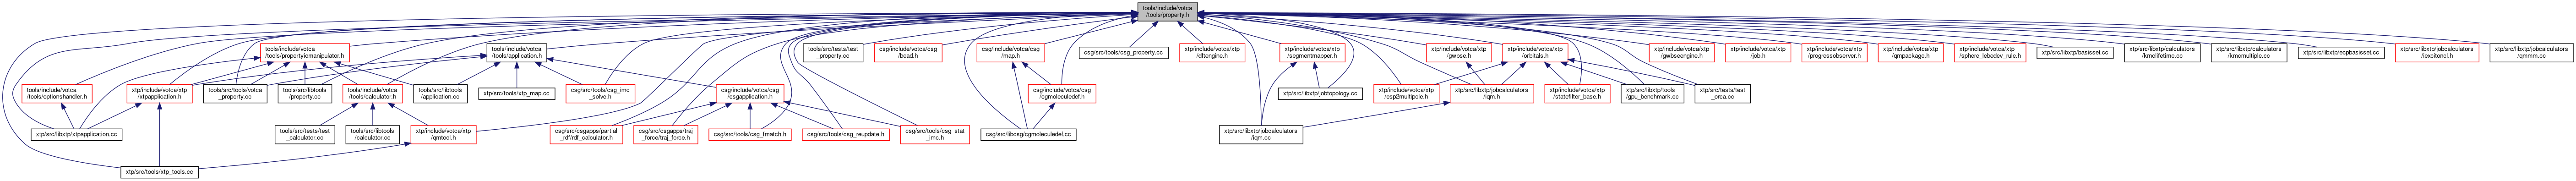 tools/include/votca
/tools/property.h
tools/include/votca
/tools/propertyiomanipulator.h
tools/include/votca
/tools/application.h
tools/src/tests/test
_property.cc
csg/include/votca/csg
/bead.h
csg/include/votca/csg
/map.h
csg/src/tools/csg_property.cc
xtp/include/votca/xtp
/dftengine.h
xtp/include/votca/xtp
/segmentmapper.h
xtp/include/votca/xtp
/gwbse.h
xtp/include/votca/xtp
/orbitals.h
xtp/include/votca/xtp
/gwbseengine.h
xtp/include/votca/xtp
/job.h
xtp/include/votca/xtp
/progressobserver.h
xtp/include/votca/xtp
/qmpackage.h
xtp/include/votca/xtp
/sphere_lebedev_rule.h
xtp/src/libxtp/basisset.cc
xtp/src/libxtp/calculators
/kmclifetime.cc
xtp/src/libxtp/calculators
/kmcmultiple.cc
xtp/src/libxtp/ecpbasisset.cc
xtp/src/libxtp/jobcalculators
/iexcitoncl.h
xtp/src/libxtp/jobcalculators
/qmmm.cc
tools/include/votca
/tools/optionshandler.h
xtp/include/votca/xtp
/xtpapplication.h
tools/src/tools/votca
_property.cc
tools/src/libtools
/property.cc
tools/include/votca
/tools/calculator.h
tools/src/libtools
/application.cc
xtp/src/tools/xtp_map.cc
csg/src/tools/csg_imc
_solve.h
csg/include/votca/csg
/csgapplication.h
csg/include/votca/csg
/cgmoleculedef.h
xtp/src/libxtp/jobtopology.cc
xtp/include/votca/xtp
/esp2multipole.h
xtp/src/libxtp/jobcalculators
/iqm.h
xtp/include/votca/xtp
/statefilter_base.h
xtp/src/libxtp/tools
/gpu_benchmark.cc
xtp/src/tests/test
_orca.cc
xtp/src/libxtp/xtpapplication.cc
tools/src/tests/test
_calculator.cc
tools/src/libtools
/calculator.cc
xtp/include/votca/xtp
/qmtool.h
csg/src/csgapps/partial
_rdf/rdf_calculator.h
csg/src/csgapps/traj
_force/traj_force.h
csg/src/tools/csg_fmatch.h
csg/src/tools/csg_reupdate.h
csg/src/tools/csg_stat
_imc.h
csg/src/libcsg/cgmoleculedef.cc
xtp/src/libxtp/jobcalculators
/iqm.cc
xtp/src/tools/xtp_tools.cc